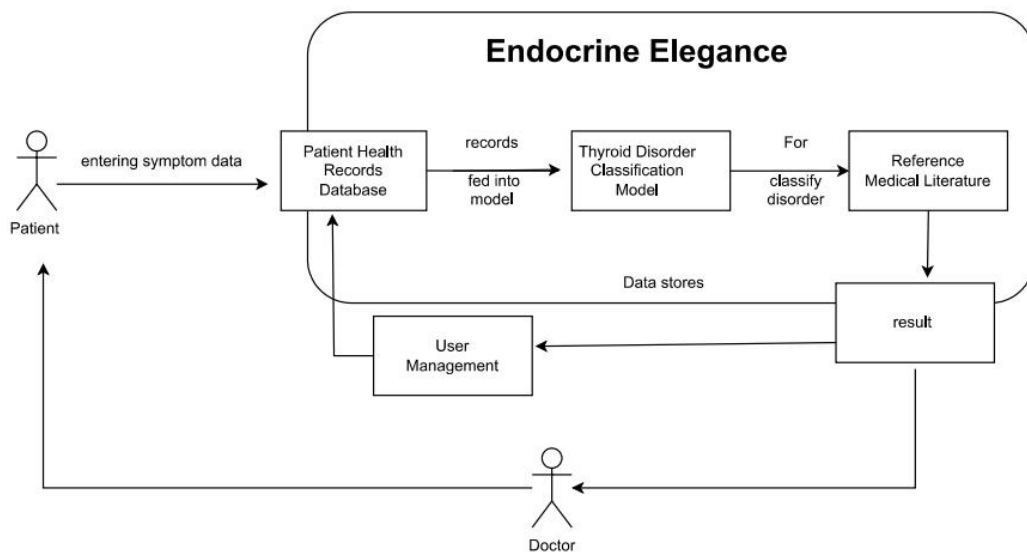 Endocrine Elegance
entering symptom data
Patient
Patient Health
Records
Database
records
fed into
model
Thyroid Disorder
Classification
Model
For
classify
disorder
Reference
Medical Literature
Data stores
result
User
Management
Doctor